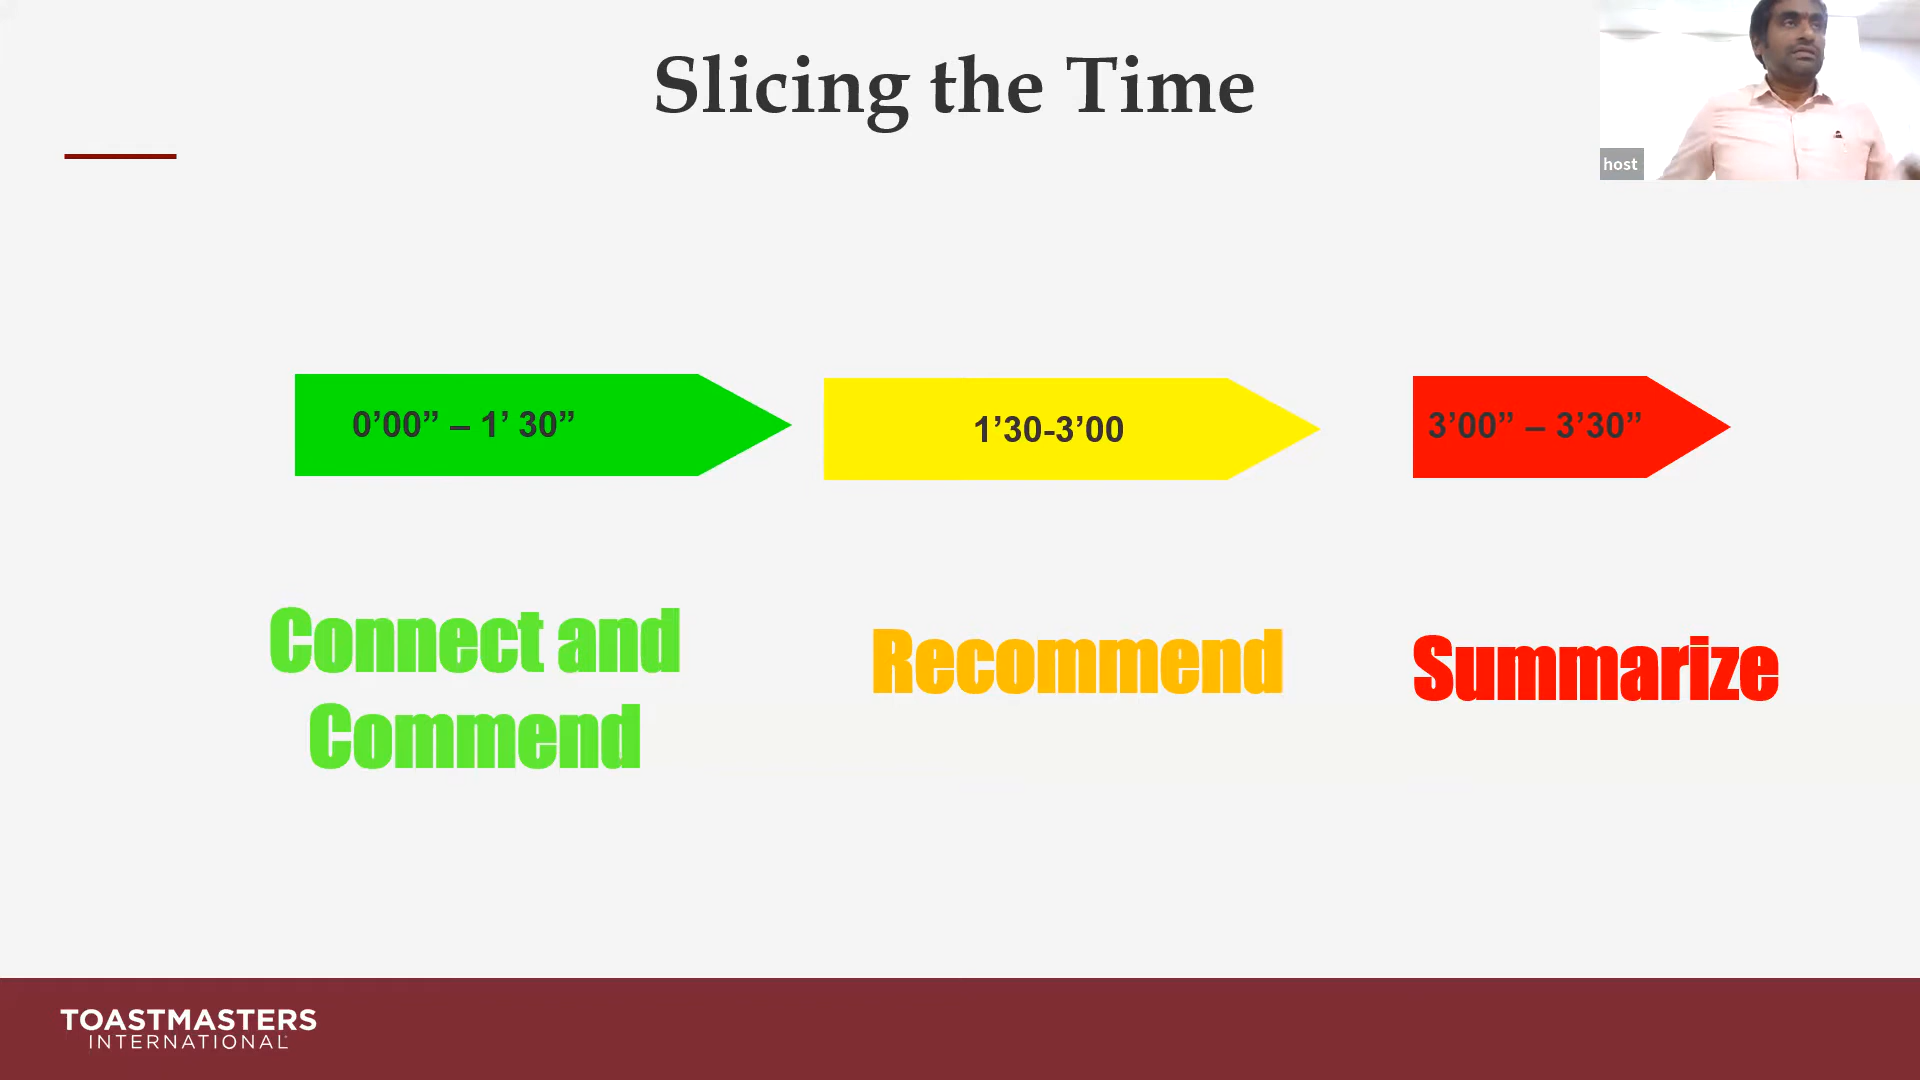 Slicing the Time
host
0’00” – 1’ 30”
1’30-3’00
3’00” – 3’30”
Connect and
Commend
Recommend
Summarize
TOASTMASTERS
INTERNATIONAL